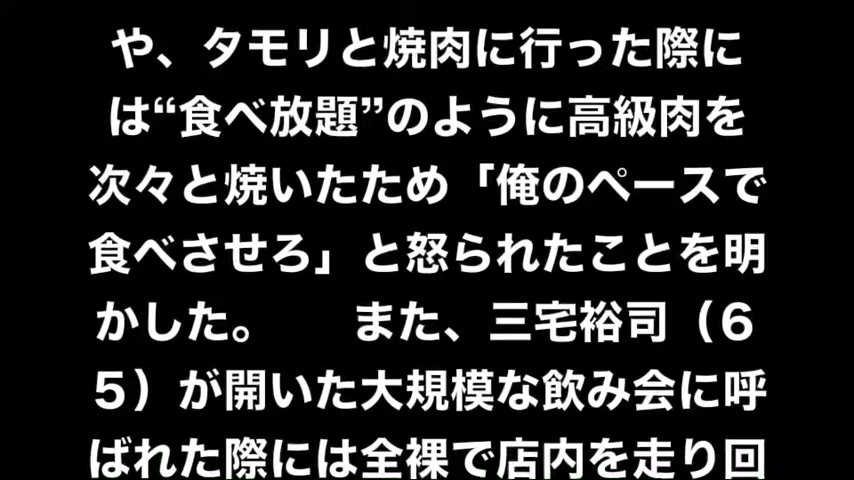 や、タモリと焼肉に行った際に
は“食べ放題”のように高級肉を
次々と焼いたため「俺のペースで
食べさせろ」と怒られたことを明
かした。　　また、三宅裕司（６
５）が開いた大規模な飲み会に呼
ばれた際には全裸で店内を走り回